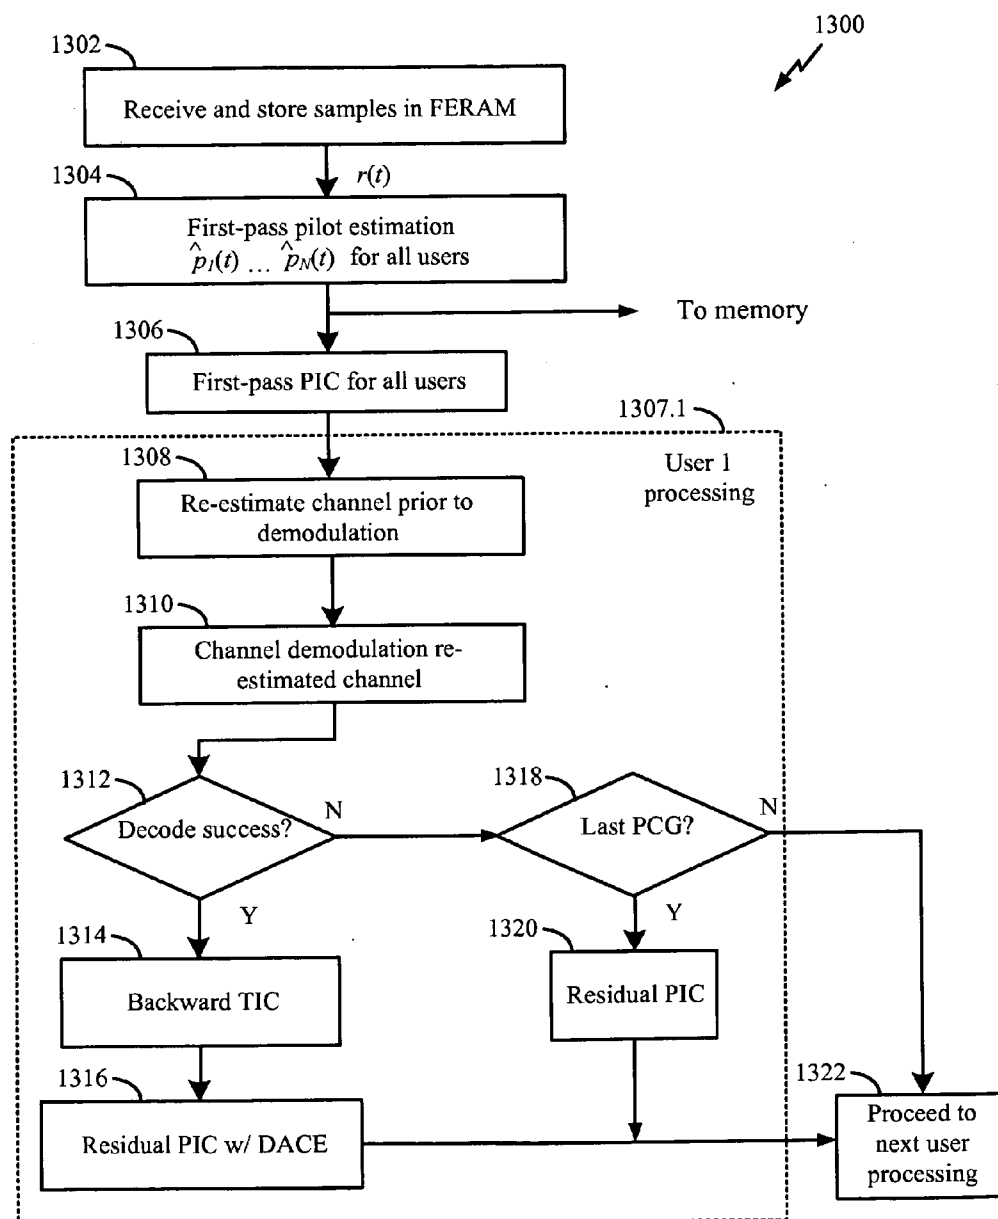 1300
1302
Receive and store samples in FERAM
r(t)
1304
First-pass pilot estimation
p̂₁(t) ... p̂_N(t) for all users
To memory
1306
First-pass PIC for all users
1307.1
User 1
processing
1308
Re-estimate channel prior to
demodulation
1310
Channel demodulation re-
estimated channel
1312
Decode success?
N
Y
1318
Last PCG?
N
Y
1314
Backward TIC
1320
Residual PIC
1316
Residual PIC w/ DACE
1322
Proceed to
next user
processing